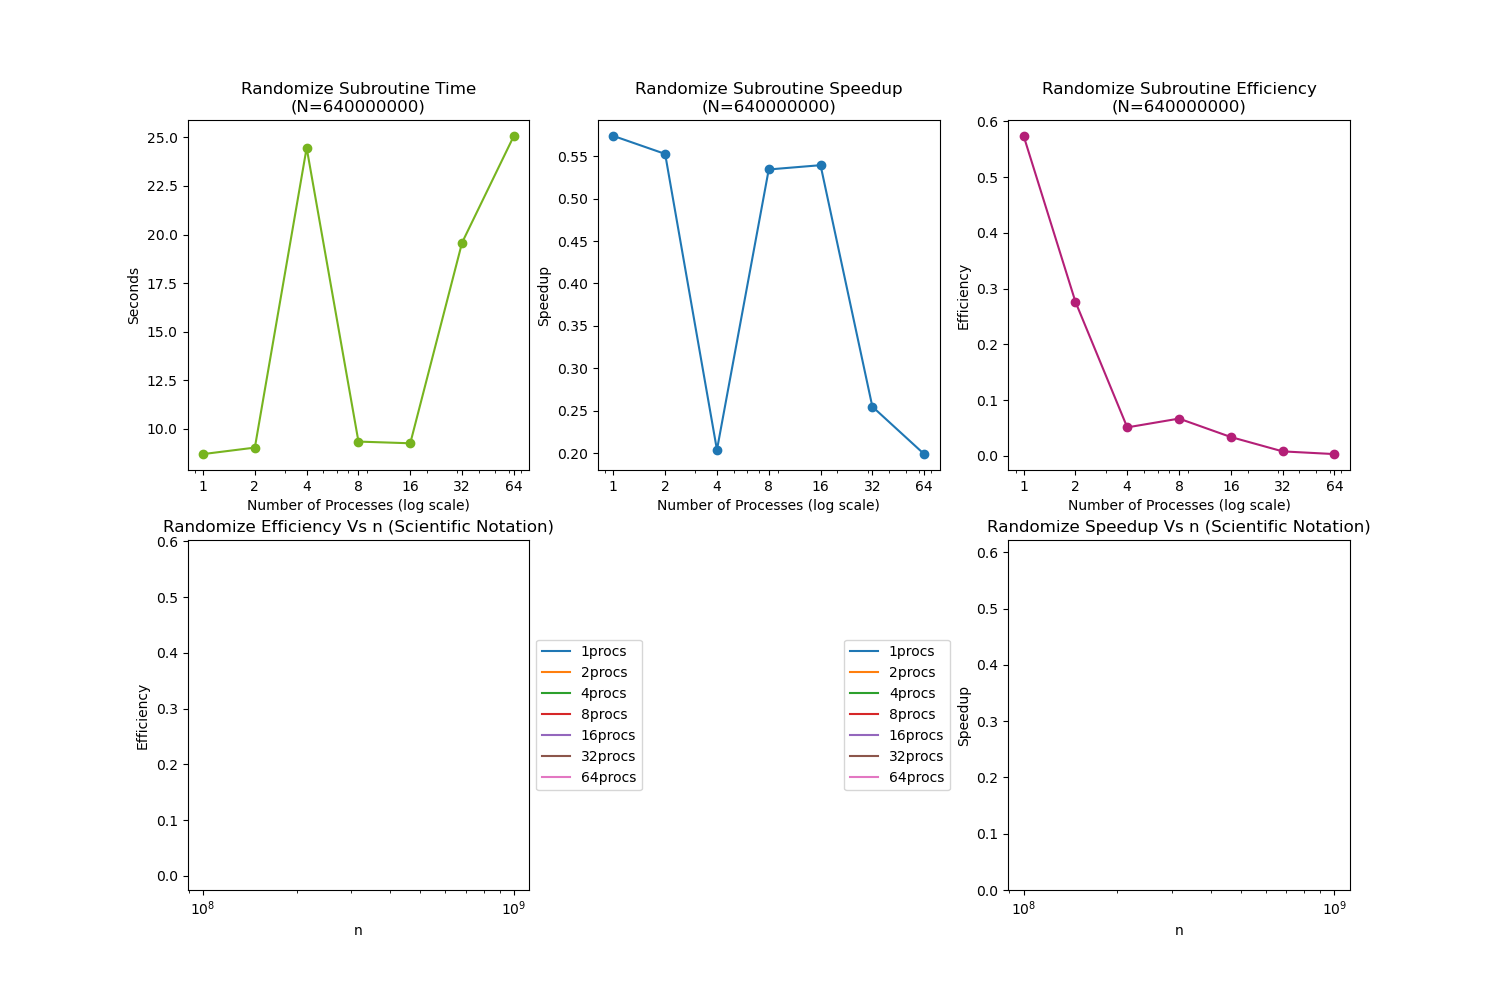 Randomize Subroutine Time
(N=640000000)
25.0
22.5
20.0
17.5
15.0
12.5
10.0
Seconds
1 2 4 8 16 32 64
Number of Processes (log scale)
Randomize Subroutine Speedup
(N=640000000)
0.55
0.50
0.45
0.40
0.35
0.30
0.25
0.20
Speedup
1 2 4 8 16 32 64
Number of Processes (log scale)
Randomize Subroutine Efficiency
(N=640000000)
0.6
0.5
0.4
0.3
0.2
0.1
0.0
Efficiency
1 2 4 8 16 32 64
Number of Processes (log scale)
Randomize Efficiency Vs n (Scientific Notation)
0.6
0.5
0.4
0.3
0.2
0.1
0.0
Efficiency
10⁸ 10⁹
n
1procs
2procs
4procs
8procs
16procs
32procs
64procs
1procs
2procs
4procs
8procs
16procs
32procs
64procs
Randomize Speedup Vs n (Scientific Notation)
0.6
0.5
0.4
0.3
0.2
0.1
0.0
Speedup
10⁸ 10⁹
n